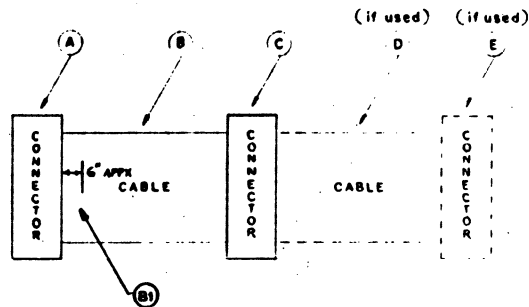 (if used) (if used)
A B C D E
CONNECTOR
6" APPX
CABLE
CONNECTOR
CABLE
CONNECTOR
B1